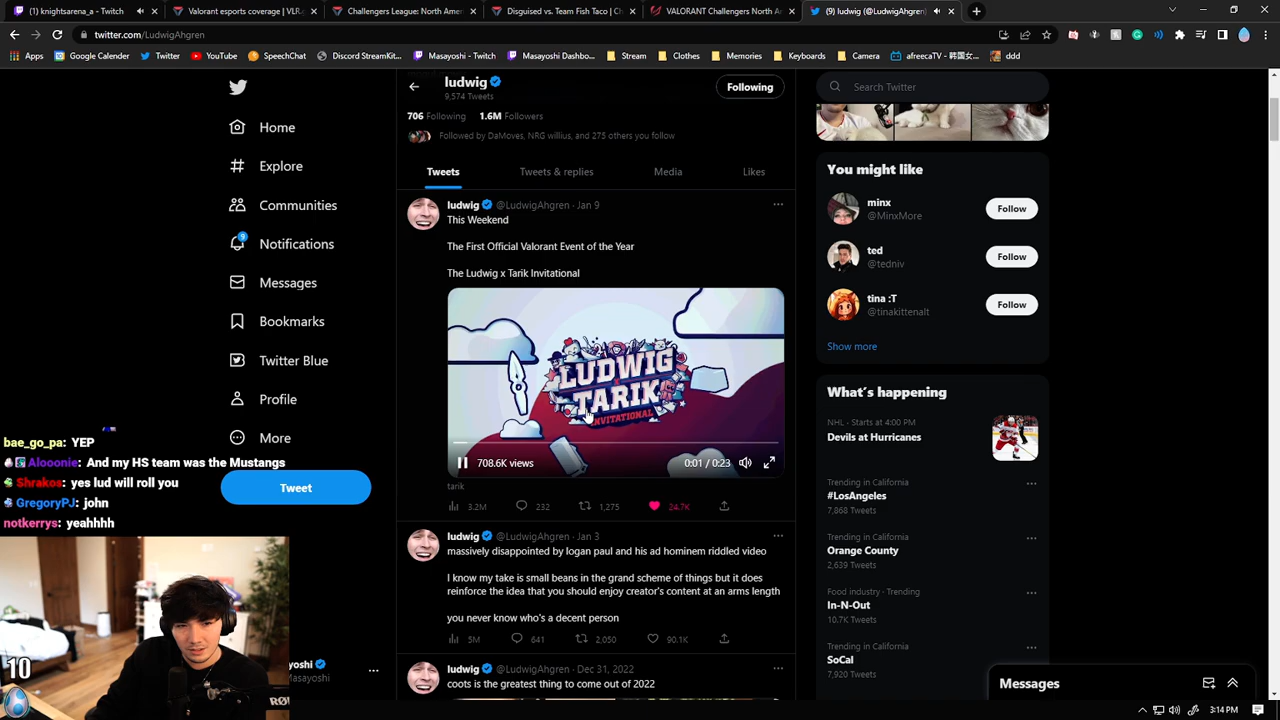 (1) knightsarena_a - Twitch
Valorant esports coverage | VLR.
Challengers League: North Ameri
Disguised vs. Team Fish Taco | Ch
VALORANT Challengers North A
(9) ludwig (@LudwigAhgren)
twitter.com/LudwigAhgren
Apps
Google Calendar
Twitter
YouTube
SpeechChat
Discord StreamKit...
Masayoshi - Twitch
Masayoshi Dashbo...
Stream
Clothes
Memories
Keyboards
Camera
ddd
ludwig
9,574 Tweets
Following
Search Twitter
706 Following 1.6M Followers
Followed by DaMoves, NRG willius, and 275 others you follow
Tweets
Tweets & replies
Media
Likes
Home
Explore
Communities
9
Notifications
Messages
Bookmarks
Twitter Blue
Profile
More
Tweet
ludwig @LudwigAhgren · Jan 9
This Weekend
The First Official Valorant Event of the Year
The Ludwig x Tarik Invitational
LUDWIG
X
TARIK
INVITATIONAL
708.6K views
0:01 / 0:23
tarik
3.2M
232
1,275
24.7K
ludwig @LudwigAhgren · Jan 3
massively disappointed by logan paul and his ad hominem riddled video
I know my take is small beans in the grand scheme of things but it does
reinforce the idea that you should enjoy creator's content at an arms length
you never know who's a decent person
5M
641
2,050
90.1K
ludwig @LudwigAhgren · Dec 31, 2022
coots is the greatest thing to come out of 2022
You might like
minx
@MinxMore
Follow
ted
@tedniv
Follow
tina :T
@tinakittenalt
Follow
Show more
What's happening
NHL · Starts at 4:00 PM
Devils at Hurricanes
Trending in California
#LosAngeles
7,868 Tweets
Trending in California
Orange County
2,639 Tweets
Food industry · Trending
In-N-Out
10.7K Tweets
Trending in California
SoCal
7,920 Tweets
Messages
bae_go_pa: YEP
Alooonie: And my HS team was the Mustangs
Shrakos: yes lud will roll you
GregoryPJ: john
notkerrys: yeahhhh
10
yoshi
Masayoshi
3:14 PM